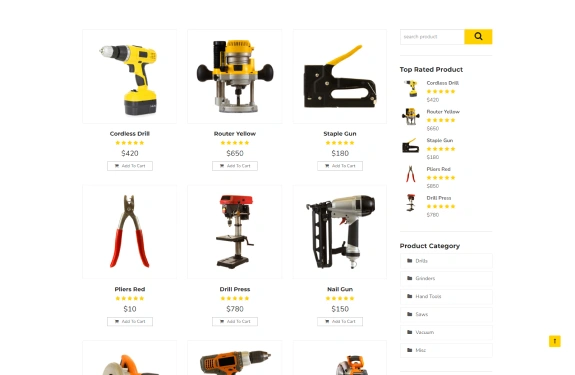 search product
Cordless Drill
$420
Add To Cart
Router Yellow
$650
Add To Cart
Staple Gun
$180
Add To Cart
Pliers Red
$10
Add To Cart
Drill Press
$780
Add To Cart
Nail Gun
$150
Add To Cart
Top Rated Product
Cordless Drill
$420
Router Yellow
$650
Staple Gun
$180
Pliers Red
$850
Drill Press
$780
Product Category
Drills
Grinders
Hand Tools
Saws
Vacuum
Misc